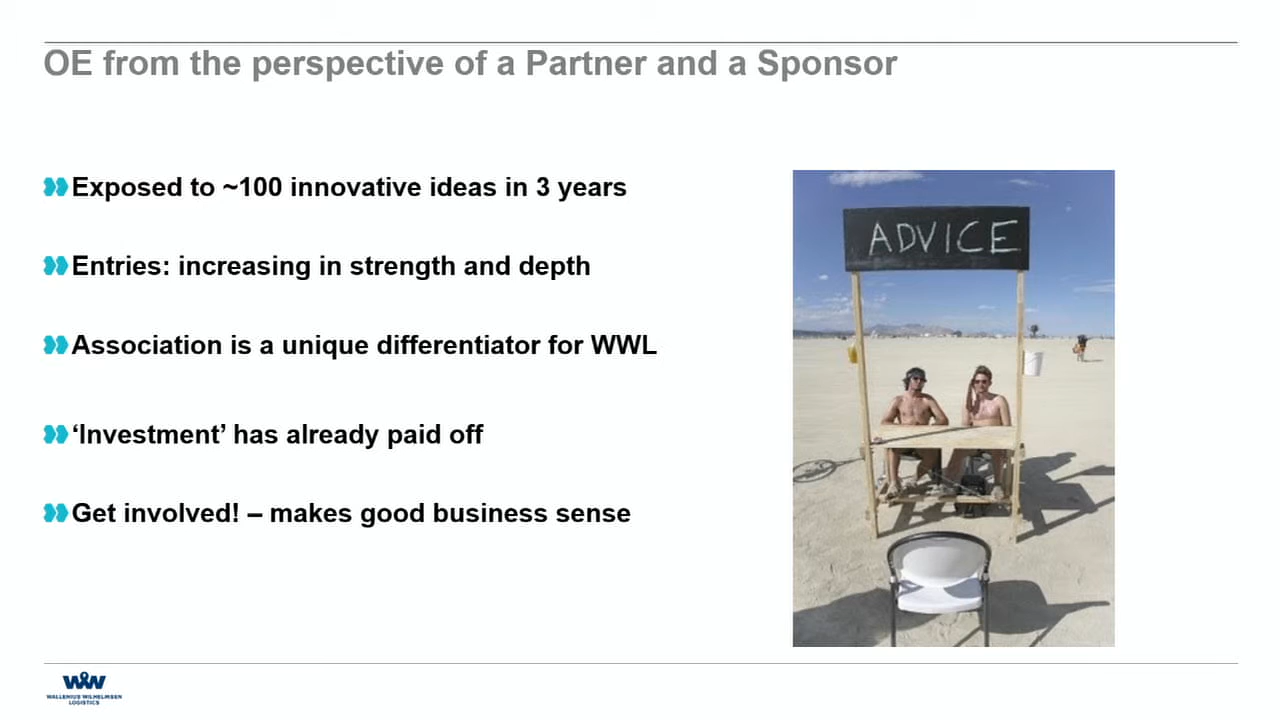 OE from the perspective of a Partner and a Sponsor
Exposed to ~100 innovative ideas in 3 years
Entries: increasing in strength and depth
Association is a unique differentiator for WWL
‘Investment’ has already paid off
Get involved! – makes good business sense
ADVICE
WW
WALLENIUS WILHELMSEN
LOGISTICS